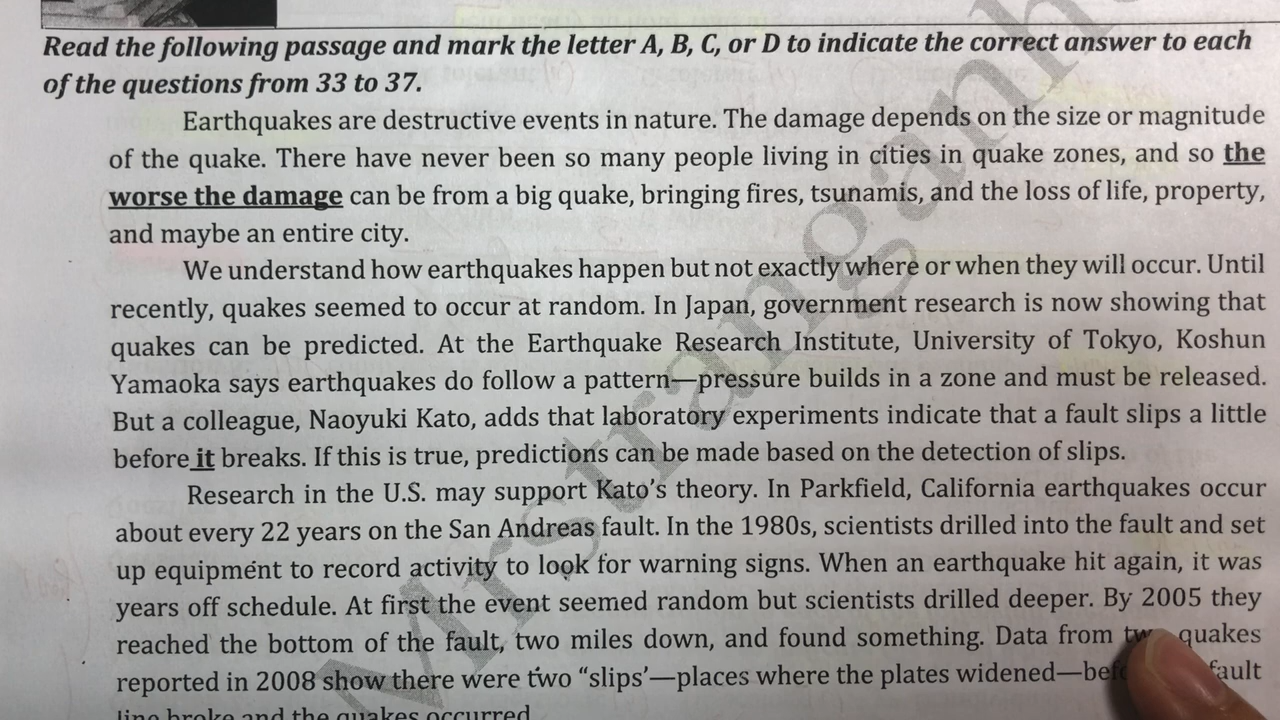 Read the following passage and mark the letter A, B, C, or D to indicate the correct answer to each
of the questions from 33 to 37.
Earthquakes are destructive events in nature. The damage depends on the size or magnitude
of the quake. There have never been so many people living in cities in quake zones, and so the
worse the damage can be from a big quake, bringing fires, tsunamis, and the loss of life, property,
and maybe an entire city.
We understand how earthquakes happen but not exactly where or when they will occur. Until
recently, quakes seemed to occur at random. In Japan, government research is now showing that
quakes can be predicted. At the Earthquake Research Institute, University of Tokyo, Koshun
Yamaoka says earthquakes do follow a pattern—pressure builds in a zone and must be released.
But a colleague, Naoyuki Kato, adds that laboratory experiments indicate that a fault slips a little
before it breaks. If this is true, predictions can be made based on the detection of slips.
Research in the U.S. may support Kato's theory. In Parkfield, California earthquakes occur
about every 22 years on the San Andreas fault. In the 1980s, scientists drilled into the fault and set
up equipment to record activity to look for warning signs. When an earthquake hit again, it was
years off schedule. At first the event seemed random but scientists drilled deeper. By 2005 they
reached the bottom of the fault, two miles down, and found something. Data from quakes
reported in 2008 show there were two “slips’—places where the plates widened— fault
line broke and the quakes occurred
Mrstranganh